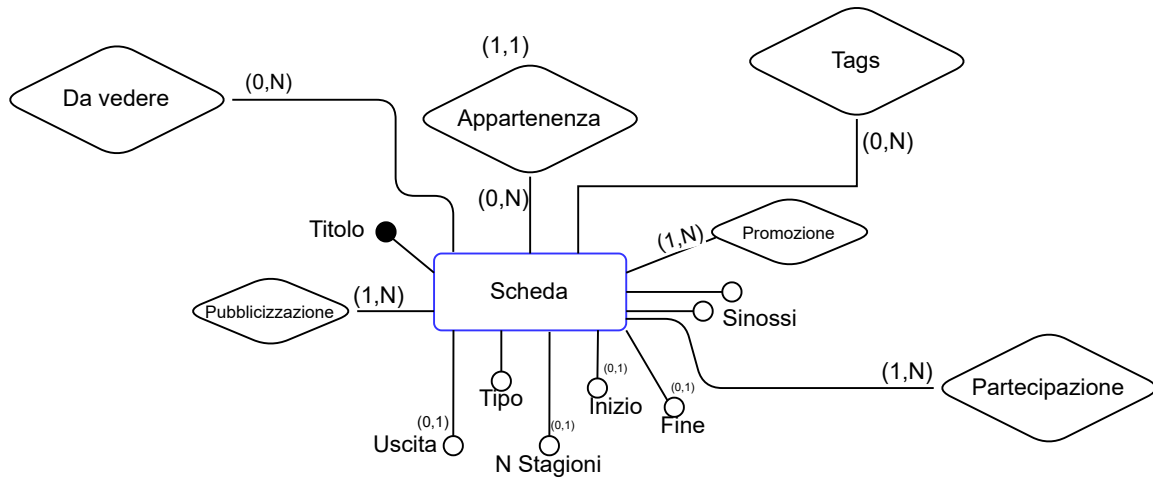 (1,1)
Tags
(0,N)
Da vedere
Appartenenza
(0,N)
(0,N)
Titolo
(1,N)
Promozione
Scheda
Pubblicizzazione
(1,N)
Sinossi
(0,1)
Tipo
Inizio
(0,1)
Fine
(1,N)
Partecipazione
(0,1)
Uscita
(0,1)
N Stagioni